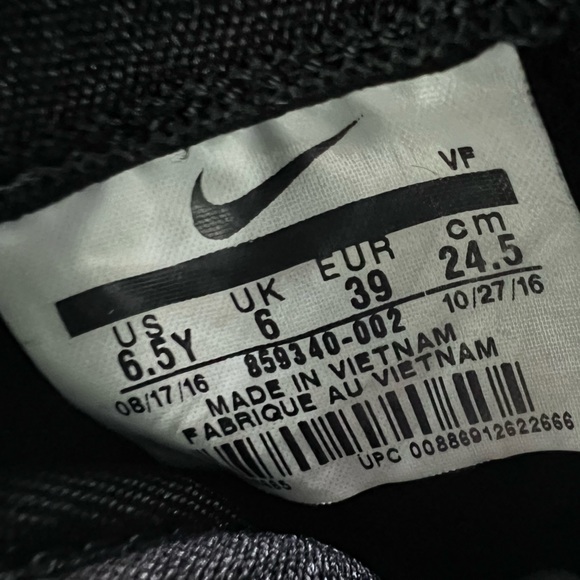 VF
US UK EUR cm
6.5Y 6 39 24.5
08/17/16 859340-002 10/27/16
MADE IN VIETNAM
FABRIQUE AU VIETNAM
UPC 00886912622666